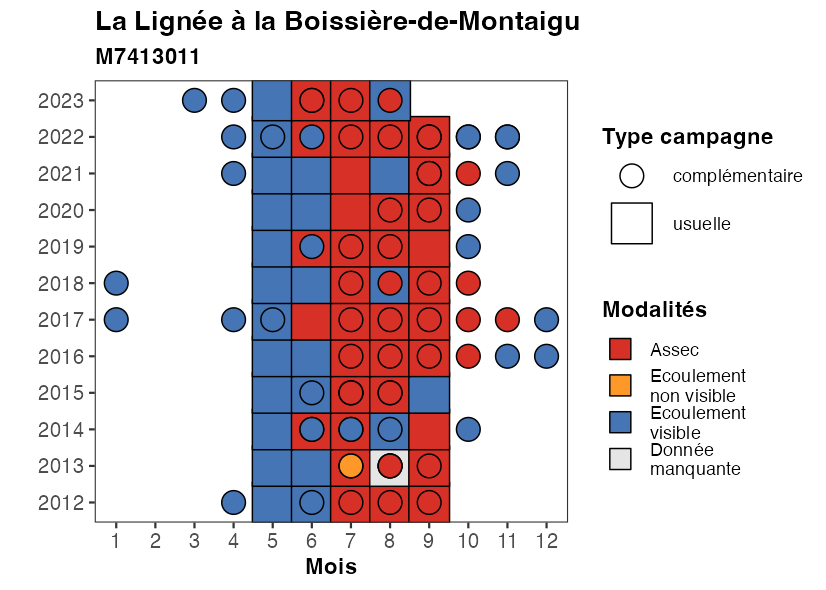 La Lignée à la Boissière-de-Montaigu
M7413011
2023
2022
2021
2020
2019
2018
2017
2016
2015
2014
2013
2012
1 2 3 4 5 6 7 8 9 10 11 12
Mois
Type campagne
complémentaire
usuelle
Modalités
Assec
Ecoulement
non visible
Ecoulement
visible
Donnée
manquante